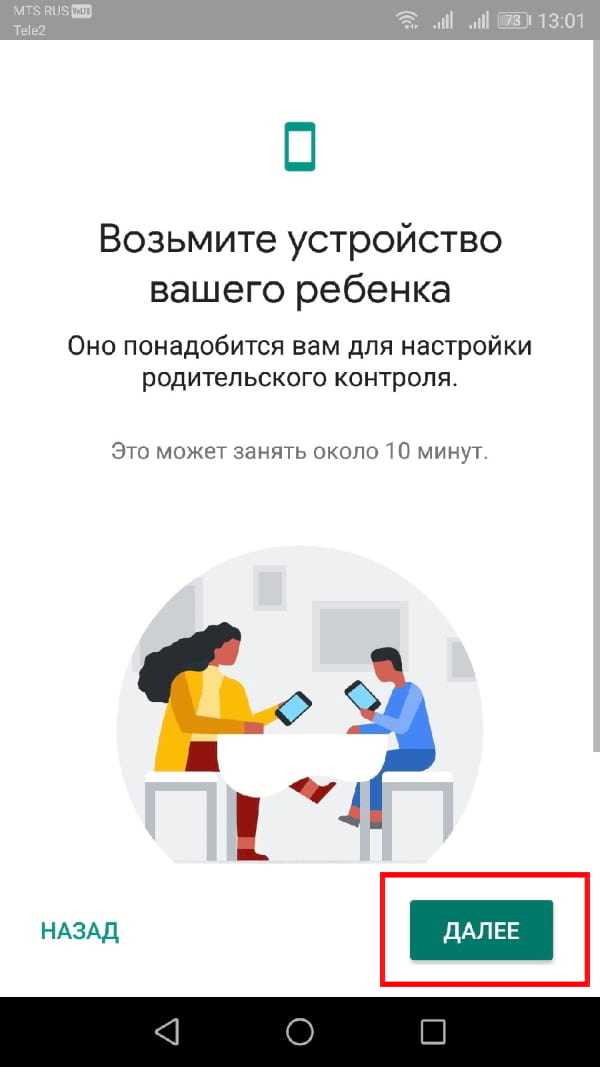 MTS RUS VoLTE
Tele2
73 13:01
Возьмите устройство
вашего ребенка
Оно понадобится вам для настройки
родительского контроля.
Это может занять около 10 минут.
НАЗАД
ДАЛЕЕ